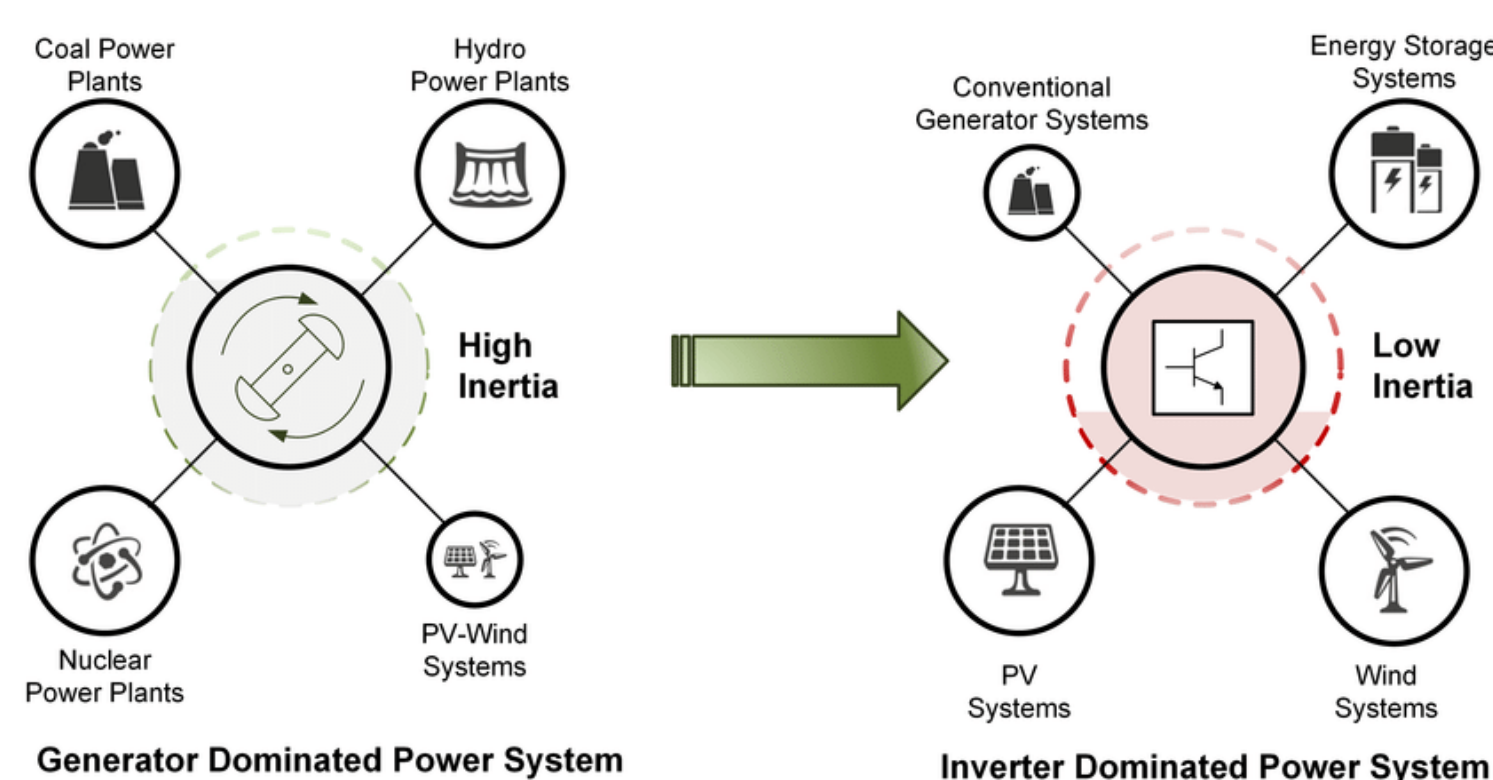 Coal Power
Plants
Hydro
Power Plants
High
Inertia
Nuclear
Power Plants
PV-Wind
Systems
Generator Dominated Power System
Conventional
Generator Systems
Energy Storage
Systems
Low
Inertia
PV
Systems
Wind
Systems
Inverter Dominated Power System